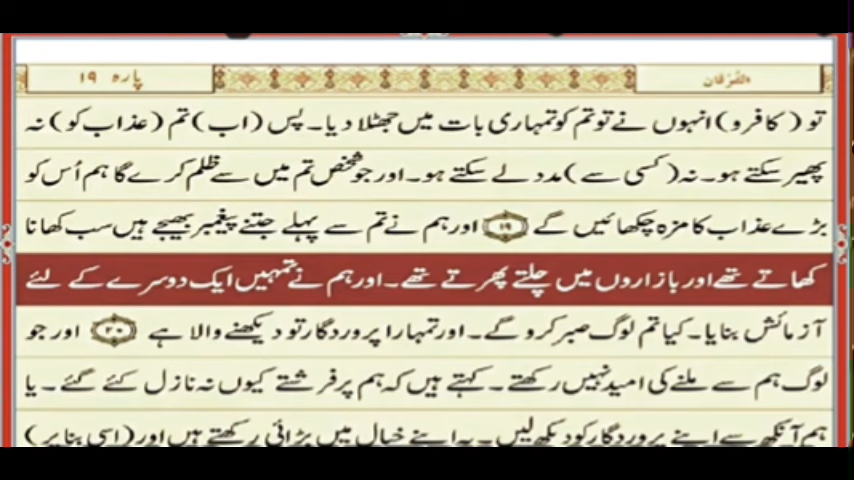 پارہ ۱۹
الفرقان
تو (کافرو) انہوں نے تو تم کو تمہاری بات میں جھٹلا دیا۔ پس (اب) تم (عذاب کو) نہ
پھیر سکتے ہو۔ نہ (کسی سے) مدد لے سکتے ہو۔ اور جو شخص تم میں سے ظلم کرے گا ہم اُس کو
بڑے عذاب کا مزہ چکھائیں گے ۱۹ اور ہم نے تم سے پہلے جتنے پیغمبر بھیجے ہیں سب کھانا
کھاتے تھے اور بازاروں میں چلتے پھرتے تھے۔ اور ہم نے تمہیں ایک دوسرے کے لئے
آزمائش بنایا۔ کیا تم لوگ صبر کرو گے۔ اور تمہارا پروردگار تو دیکھنے والا ہے ۲۰ اور جو
لوگ ہم سے ملنے کی امید نہیں رکھتے۔ کہتے ہیں کہ ہم پر فرشتے کیوں نہ نازل کئے گئے۔ یا
ہم آنکھ سے اپنے پروردگار کو دیکھ لیں۔ یہ اپنے خیال میں بڑائی رکھتے ہیں اور (اسی بنا پر)